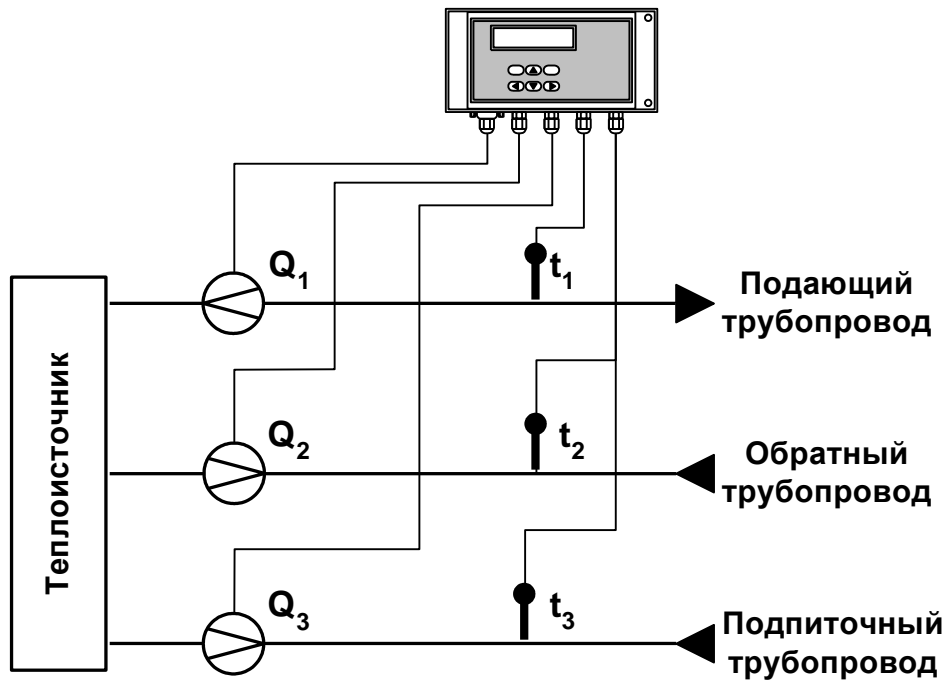 Q1
t1
Подающий
трубопровод
Теплоисточник
Q2
t2
Обратный
трубопровод
Q3
t3
Подпиточный
трубопровод